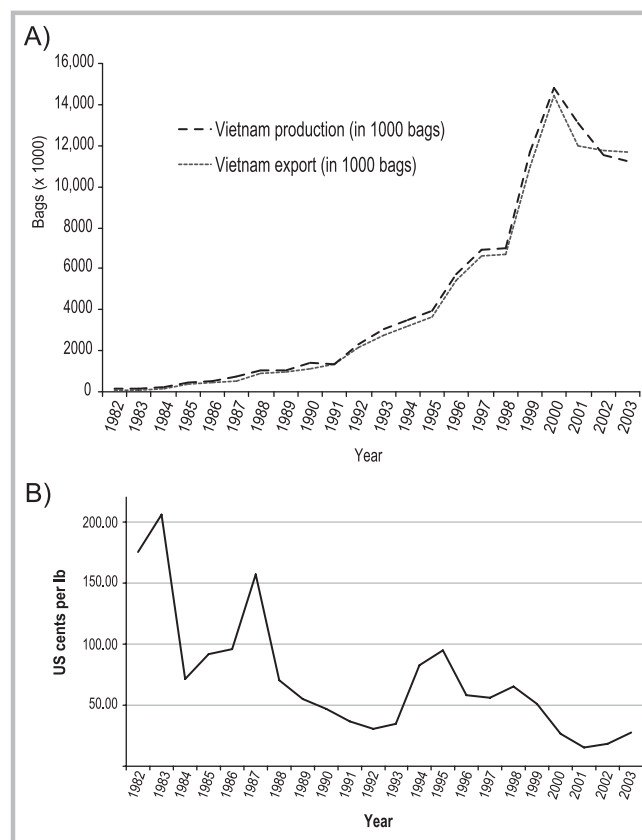 A)
16,000
14,000
12,000
10,000
8000
6000
4000
2000
0
Bags (x 1000)
Vietnam production (in 1000 bags)
Vietnam export (in 1000 bags)
1982 1983 1984 1985 1986 1987 1988 1989 1990 1991 1992 1993 1994 1995 1996 1997 1998 1999 2000 2001 2002 2003
Year
B)
200.00
150.00
100.00
50.00
US cents per lb
1982 1983 1984 1985 1986 1987 1988 1989 1990 1991 1992 1993 1994 1995 1996 1997 1998 1999 2000 2001 2002 2003
Year